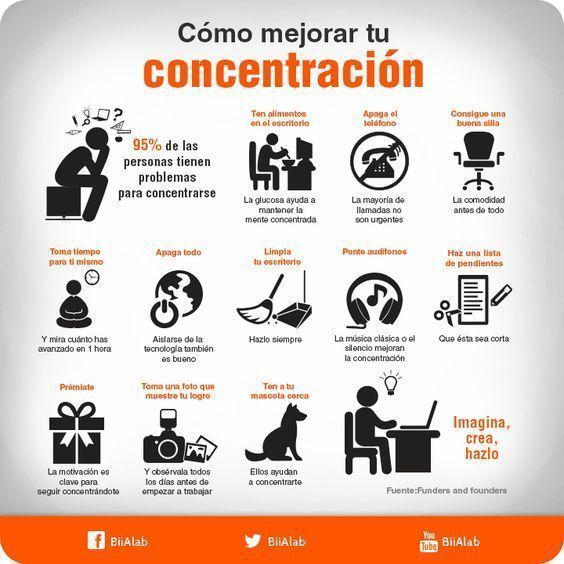 Cómo mejorar tu
concentración
95% de las
personas tienen
problemas
para concentrarse
Ten alimentos
en el escritorio
La glucosa ayuda a
mantener la
mente concentrada
Apaga el
teléfono
La mayoría de
llamadas no
son urgentes
Consigue una
buena silla
La comodidad
antes de todo
Toma tiempo
para ti mismo
Y mira cuánto has
avanzado en 1 hora
Apaga todo
Aislarse de la
tecnología también
es bueno
Limpla
tu escritorio
Hazlo siempre
Ponte audífonos
La música clásica o el
silencio mejoran
la concentración
Haz una lista
de pendientes
Que ésta sea corta
Prémiate
La motivación es
clave para
seguir concentrándote
Toma una foto que
muestre tu logro
Y obsérvala todos
los días antes de
empezar a trabajar
Ten a tu
mascota cerca
Ellos ayudan
a concentrarte
Imagina,
crea,
hazlo
Fuente:Funders and founders
BiiAlab
BiiAlab
You
Tube
BiiAlab